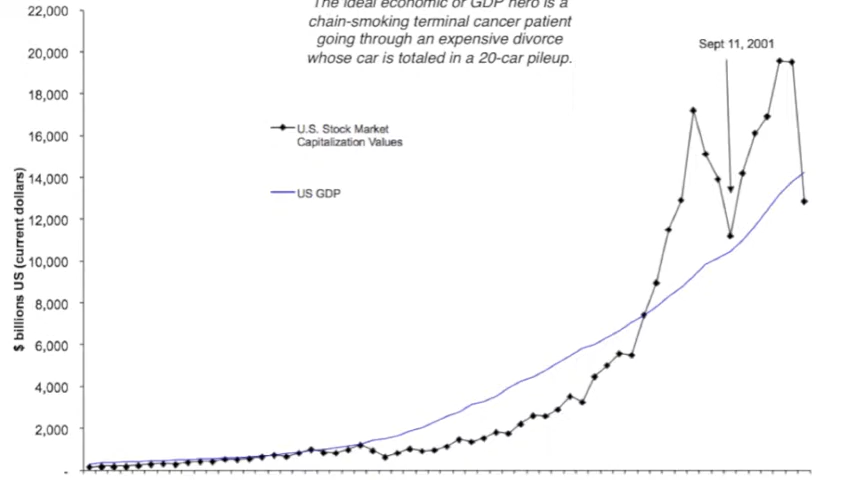 The ideal economic or GDP hero is a
chain-smoking terminal cancer patient
going through an expensive divorce
whose car is totaled in a 20-car pileup.
22,000
20,000
18,000
16,000
14,000
12,000
10,000
8,000
6,000
4,000
2,000
-
$ billions US (current dollars)
Sept 11, 2001
U.S. Stock Market
Capitalization Values
US GDP